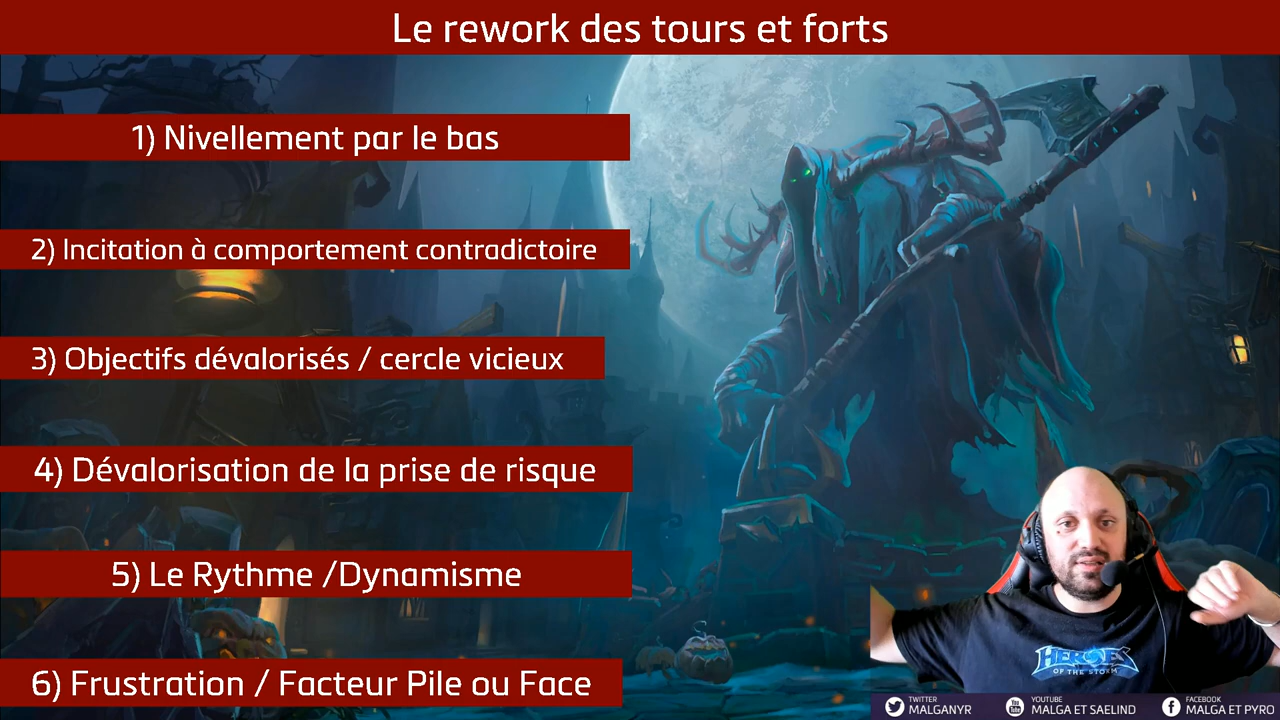 Le rework des tours et forts
1) Nivellement par le bas
2) Incitation à comportement contradictoire
3) Objectifs dévalorisés / cercle vicieux
4) Dévalorisation de la prise de risque
5) Le Rythme /Dynamisme
6) Frustration / Facteur Pile ou Face
HEROES
OF THE STORM
TWITTER
MALGANYR
You Tube
YOUTUBE
MALGA ET SAELIND
FACEBOOK
MALGA ET PYRO